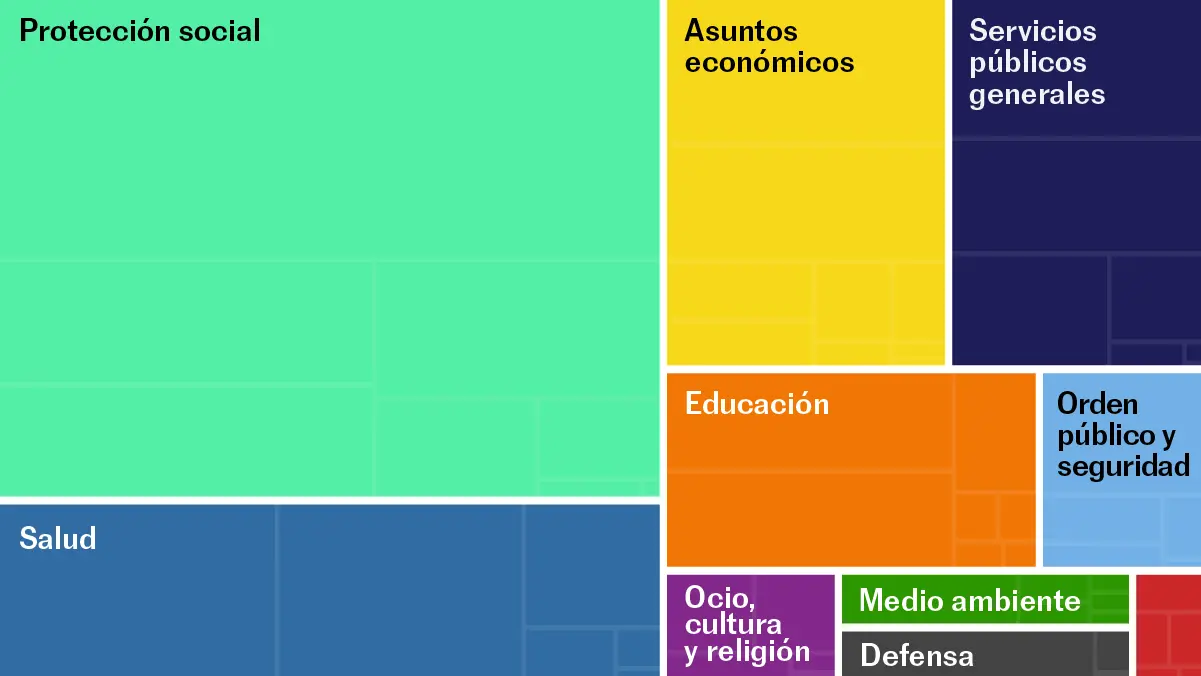 Protección social
Asuntos
económicos
Servicios
públicos
generales
Educación
Orden
público y
seguridad
Salud
Ocio,
cultura
y religión
Medio ambiente
Defensa